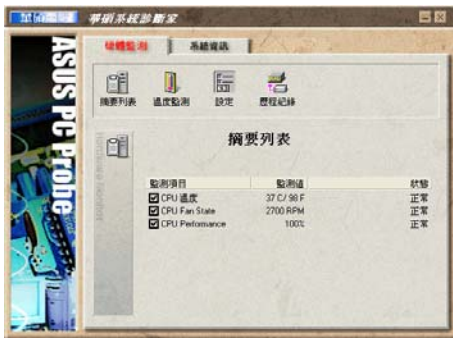 華碩系統診斷家
硬體監測 系統資訊
摘要列表 溫度監測 設定 歷程紀錄
ASUS PC Probe
摘要列表
監測項目 監測值 狀態
CPU 溫度 37 C/ 98 F 正常
CPU Fan State 2700 RPM 正常
CPU Performance 100% 正常